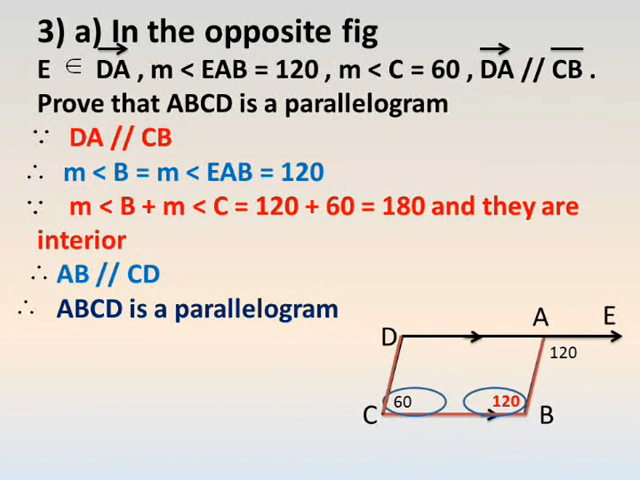 3) a) In the opposite fig
E ∈ DA , m < EAB = 120 , m < C = 60 , DA // CB .
Prove that ABCD is a parallelogram
∵ DA // CB
∴ m < B = m < EAB = 120
∵ m < B + m < C = 120 + 60 = 180 and they are
interior
∴ AB // CD
∴ ABCD is a parallelogram
A E
D
120
60 120
C B